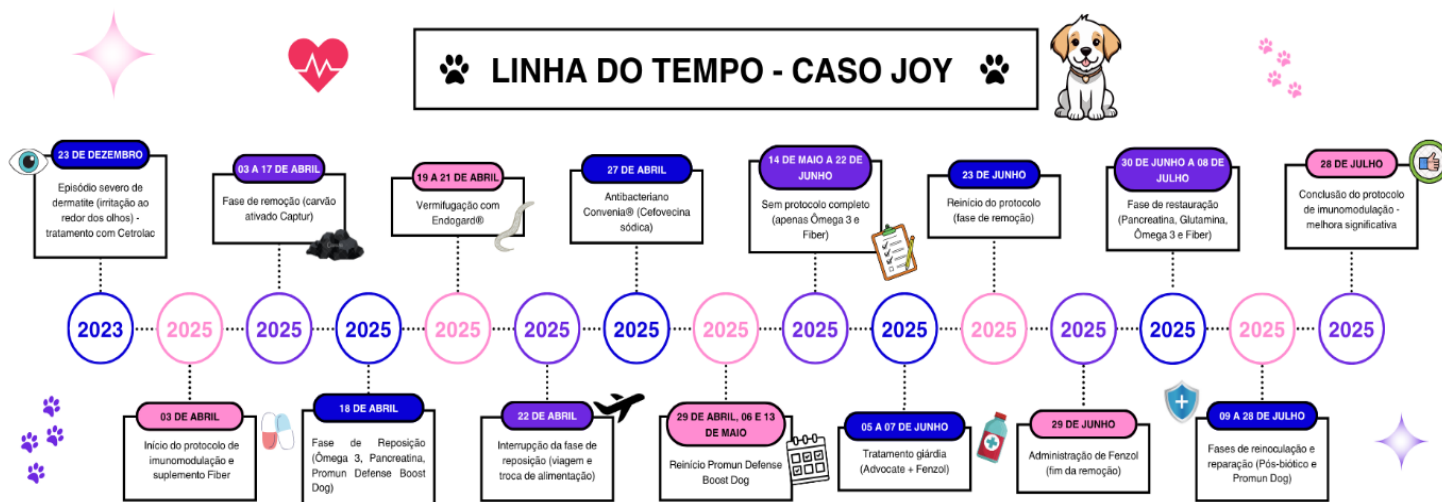 LINHA DO TEMPO - CASO JOY
23 DE DEZEMBRO
Episódio severo de
dermatite (irritação ao
redor dos olhos) -
tratamento com Cetrolac
03 A 17 DE ABRIL
Fase de remoção (carvão
ativado Captur)
19 A 21 DE ABRIL
Vermifugação com
Endogard®
27 DE ABRIL
Antibacteriano
Convenia® (Cefovecina
sódica)
14 DE MAIO A 22 DE
JUNHO
Sem protocolo completo
(apenas Ômega 3 e
Fiber)
23 DE JUNHO
Reinício do protocolo
(fase de remoção)
30 DE JUNHO A 08 DE
JULHO
Fase de restauração
(Pancreatina, Glutamina,
Ômega 3 e Fiber)
28 DE JULHO
Conclusão do protocolo
de imunomodulação -
melhora significativa
2023
2025
2025
2025
2025
2025
2025
2025
2025
2025
2025
2025
2025
2025
2025
03 DE ABRIL
Início do protocolo de
imunomodulação e
suplemento Fiber
18 DE ABRIL
Fase de Reposição
(Ômega 3, Pancreatina,
Promun Defense Boost
Dog)
22 DE ABRIL
Interrupção da fase de
reposição (viagem e
troca de alimentação)
29 DE ABRIL, 06 E 13
DE MAIO
Reinício Promun Defense
Boost Dog
05 A 07 DE JUNHO
Tratamento giárdia
(Advocate + Fenzol)
29 DE JUNHO
Administração de Fenzol
(fim da remoção)
09 A 28 DE JULHO
Fases de reinoculação e
reparação (Pós-biótico e
Promun Dog)